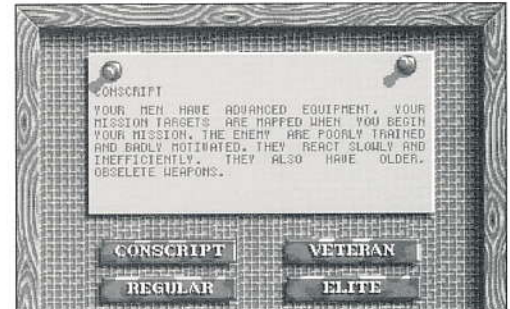 CONSCRIPT
YOUR MEN HAVE ADVANCED EQUIPMENT. YOUR
MISSION TARGETS ARE MAPPED WHEN YOU BEGIN
YOUR MISSION. THE ENEMY ARE POORLY TRAINED
AND BADLY MOTIVATED. THEY REACT SLOWLY AND
INEFFICIENTLY. THEY ALSO HAVE OLDER,
OBSELETE WEAPONS.
CONSCRIPT VETERAN
REGULAR ELITE